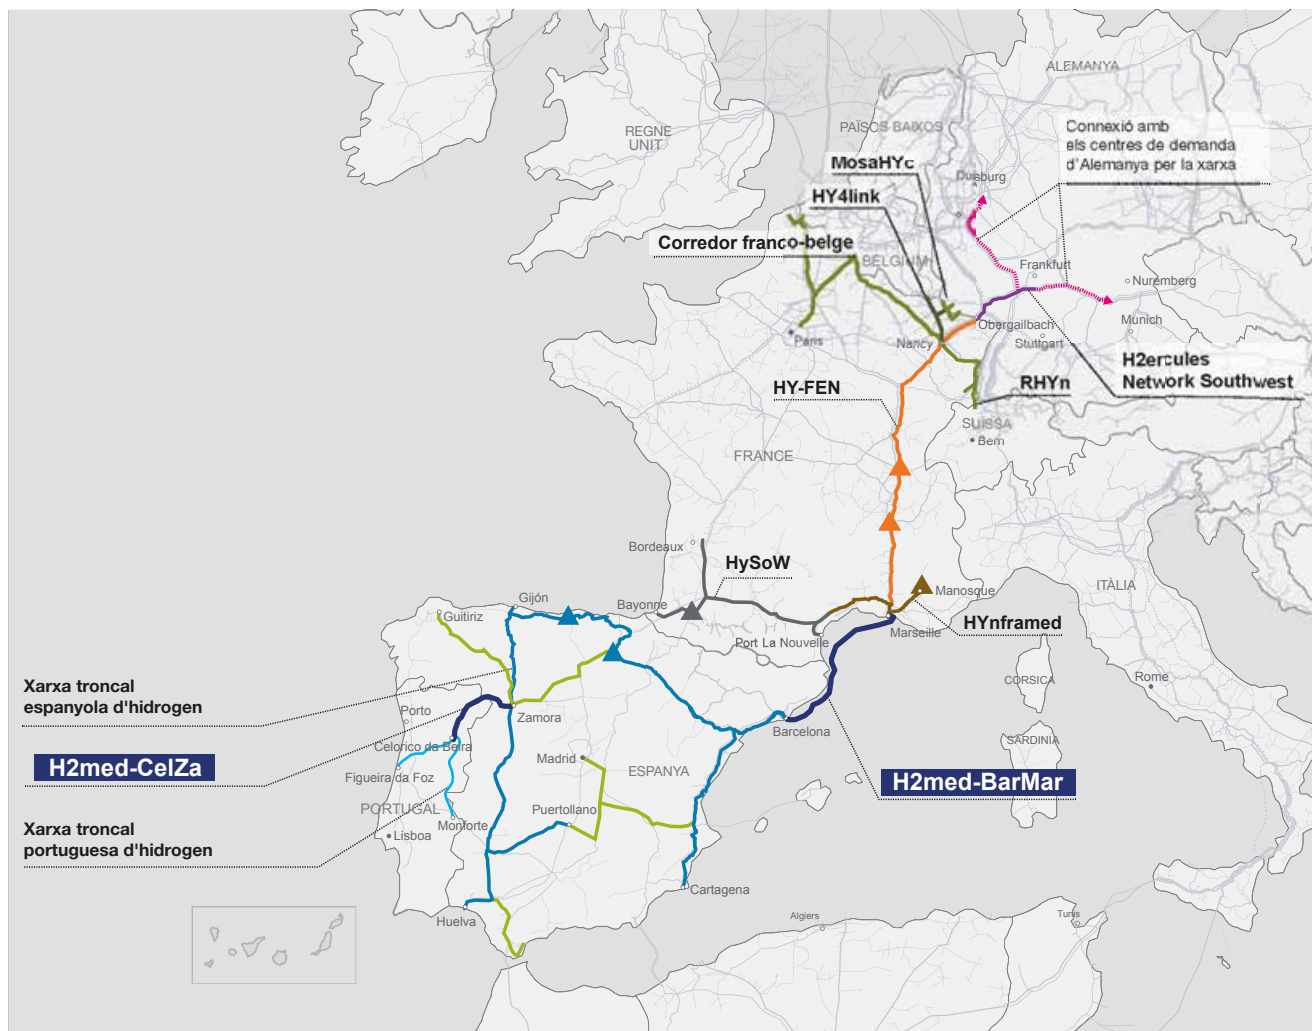 ALEMANYA
REGNE
UNIT
PAÏSOS BAIXOS
Connexió amb
els centres de demanda
d'Alemanya per la xarxa
MosaHYc
Duisburg
HY4link
Corredor franco-belge
BELGIUM
Frankfurt
Nuremberg
Obergailbach
Munich
Paris
Nancy
Stuttgart
H2ercules
Network Southwest
HY-FEN
RHYn
SUISSA
Bern
FRANCE
Bordeaux
HySoW
ITÀLIA
Gijón
Bayonne
Manosque
Guitiriz
HYnframed
Marseille
Port La Nouvelle
CORSICA
Rome
Xarxa troncal
espanyola d'hidrogen
Porto
Zamora
Barcelona
SARDINIA
Celorico da Beira
H2med-CelZa
Madrid
ESPANYA
Figueira da Foz
H2med-BarMar
PORTUGAL
Puertollano
Monforte
Xarxa troncal
portuguesa d'hidrogen
Lisboa
Cartagena
Huelva
Algiers
Tunis